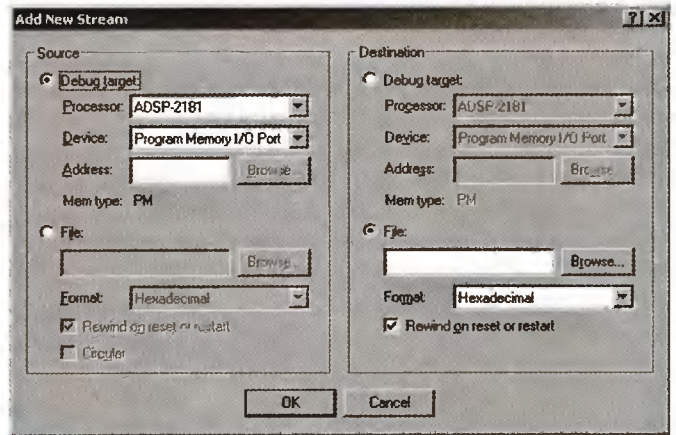 Add New Stream
Source
Debug target:
Processor: ADSP-2181
Device: Program Memory I/O Port
Address: Browse...
Mem type: PM
File:
Browse...
Format: Hexadecimal
Rewind on reset or restart
Circular
Destination
Debug target:
Processor: ADSP-2181
Device: Program Memory I/O Port
Address: Browse...
Mem type: PM
File:
Browse...
Format: Hexadecimal
Rewind on reset or restart
OK Cancel